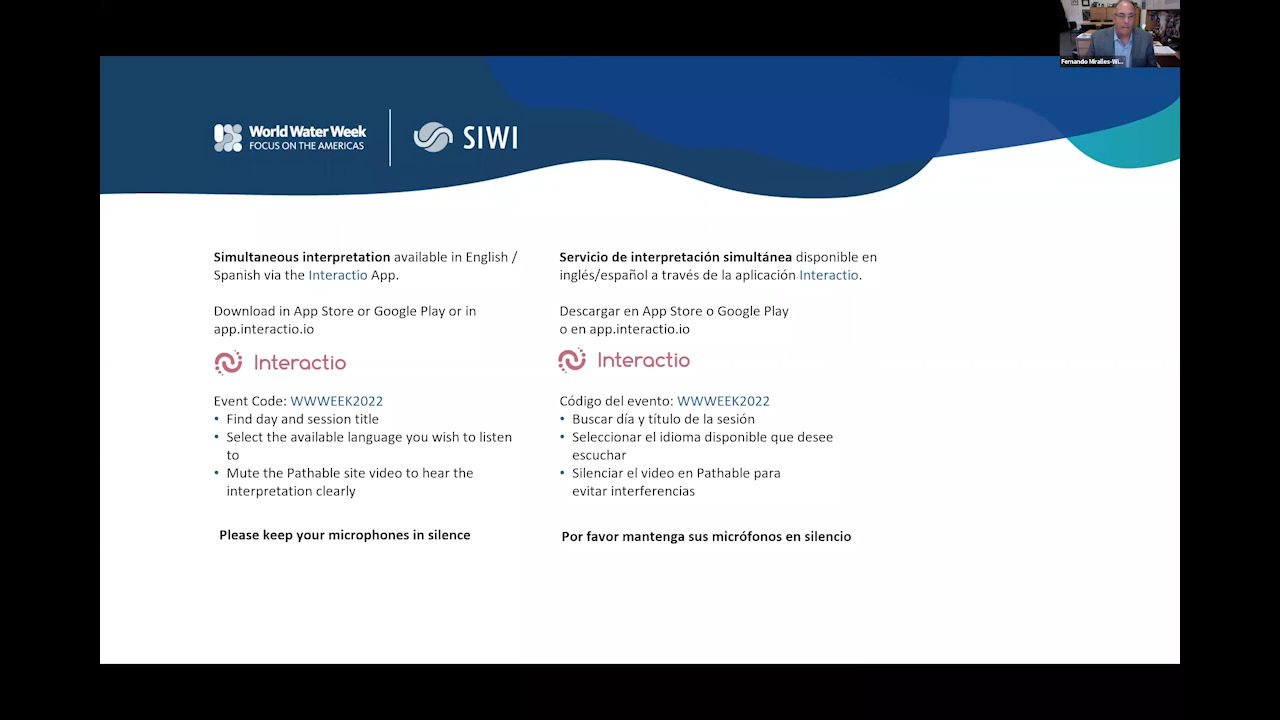 Fernando Miralles-Wi...
World Water Week
FOCUS ON THE AMERICAS
SIWI
Simultaneous interpretation available in English /
Spanish via the Interactio App.
Download in App Store or Google Play or in
app.interactio.io
Interactio
Event Code: WWWEEK2022
• Find day and session title
• Select the available language you wish to listen
to
• Mute the Pathable site video to hear the
interpretation clearly
Please keep your microphones in silence
Servicio de interpretación simultánea disponible en
inglés/español a través de la aplicación Interactio.
Descargar en App Store o Google Play
o en app.interactio.io
Interactio
Código del evento: WWWEEK2022
• Buscar día y título de la sesión
• Seleccionar el idioma disponible que desee
escuchar
• Silenciar el video en Pathable para
evitar interferencias
Por favor mantenga sus micrófonos en silencio